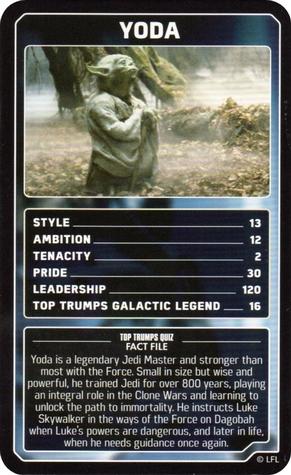 YODA
STYLE 13
AMBITION 12
TENACITY 2
PRIDE 30
LEADERSHIP 120
TOP TRUMPS GALACTIC LEGEND 16
TOP TRUMPS QUIZ
FACT FILE
Yoda is a legendary Jedi Master and stronger than
most with the Force. Small in size but wise and
powerful, he trained Jedi for over 800 years, playing
an integral role in the Clone Wars and learning to
unlock the path to immortality. He instructs Luke
Skywalker in the ways of the Force on Dagobah
when Luke's powers are dangerous, and later in life,
when he needs guidance once again.
© LFL